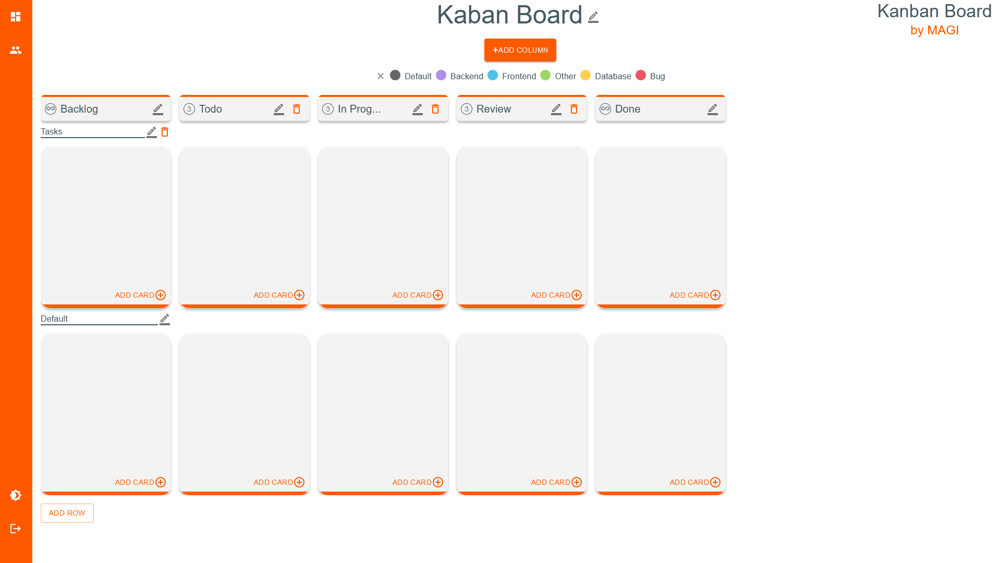 Kaban Board
Kanban Board
by MAGI
+ADD COLUMN
Default Backend Frontend Other Database Bug
Backlog 3 Todo 3 In Prog... 3 Review Done
Tasks
ADD CARD ADD CARD ADD CARD ADD CARD ADD CARD
Default
ADD CARD ADD CARD ADD CARD ADD CARD ADD CARD
ADD ROW